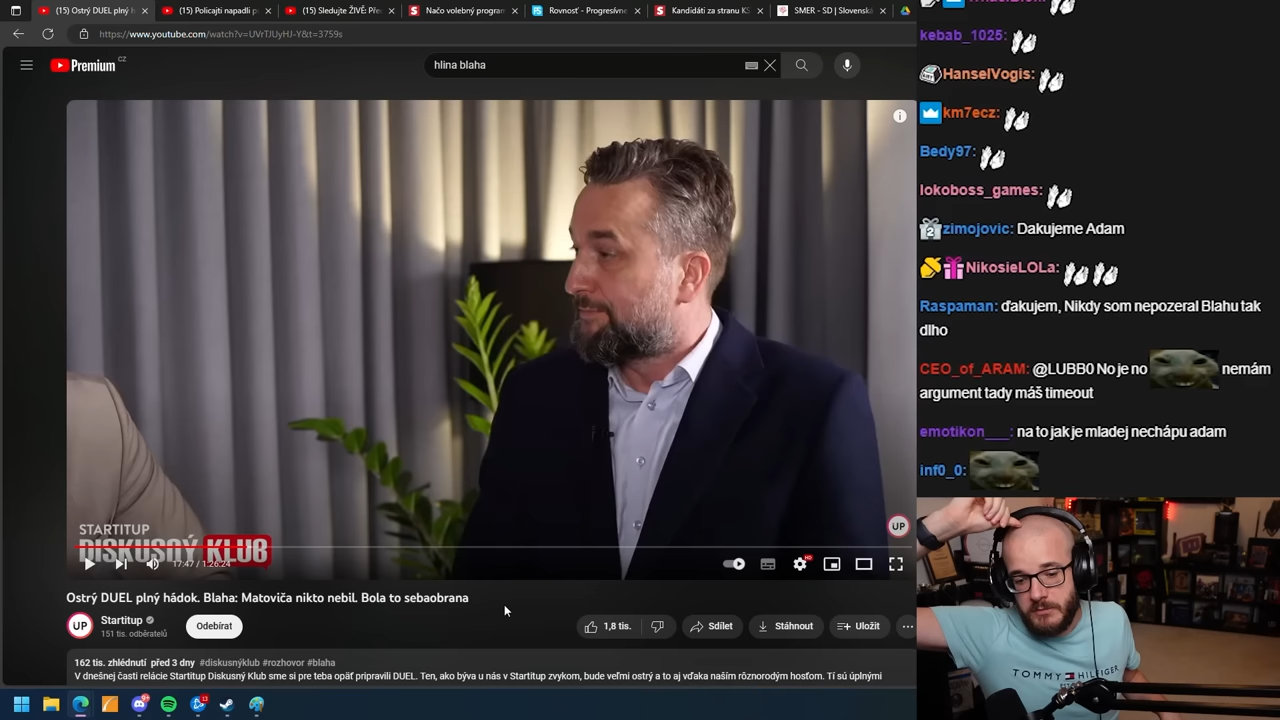 (15) Ostrý DUEL plný h
(15) Policajti napadli p
(15) Sledujte ŽIVĚ: Před
Načo volebný program
Rovnosť - Progresívne
Kandidáti za stranu KS
SMER - SD | Slovenská
https://www.youtube.com/watch?v=UVrTJUyHJ-Y&t=3759s
Premium CZ
hlina blaha
STARTITUP
DISKUSNÝ KLUB
UP
17:47 / 1:26:24
HD
Ostrý DUEL plný hádok. Blaha: Matoviča nikto nebil. Bola to sebaobrana
UP
Startitup
151 tis. odběratelů
Odebírat
1,8 tis.
Sdílet
Stáhnout
Uložit
162 tis. zhlédnutí před 3 dny #diskusnýklub #rozhovor #blaha
V dnešnej časti relácie Startitup Diskusný Klub sme si pre teba opäť pripravili DUEL. Ten, ako býva u nás v Startitup zvykom, bude veľmi ostrý a to aj vďaka našim rôznorodým hosťom. Tí sú úplnými
kebab_1025:
HanselVogis:
km7ecz:
Bedy97:
lokoboss_games:
2 zimojovic: Dakujeme Adam
NikosieLOLa:
Raspaman: ďakujem, Nikdy som nepozeral Blahu tak
dlho
CEO_of_ARAM: @LUBB0 No je no nemám
argument tady máš timeout
emotikon___: na to jak je mladej nechápu adam
inf0_0:
TOMMY HILFIGER